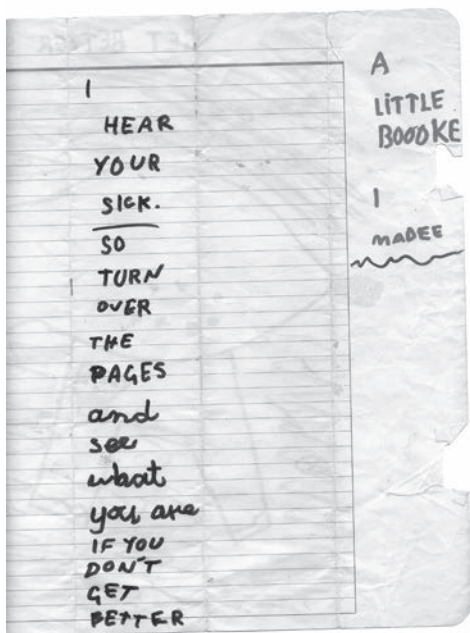 I
HEAR
YOUR
SICK.
SO
TURN
OVER
THE
PAGES
and
see
what
you are
IF YOU
DON'T
GET
BETTER
A
LITTLE
BOOOKE
I
MADEE